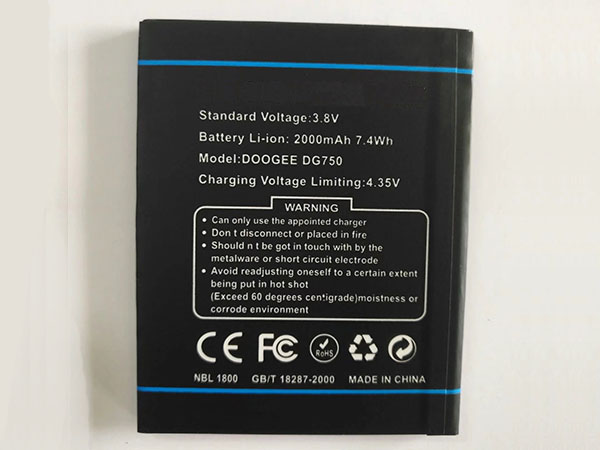 Standard Voltage:3.8V
Battery Li-ion: 2000mAh 7.4Wh
Model:DOOGEE DG750
Charging Voltage Limiting:4.35V
WARNING
• Can only use the appointed charger
• Don t disconnect or placed in fire
• Should n t be got in touch with by the
metalware or short circuit electrode
• Avoid readjusting oneself to a certain extent
being put in hot shot
(Exceed 60 degrees centigrade)moistness or
corrode environment
CE FC RoHS
NBL 1800 GB/T 18287-2000 MADE IN CHINA